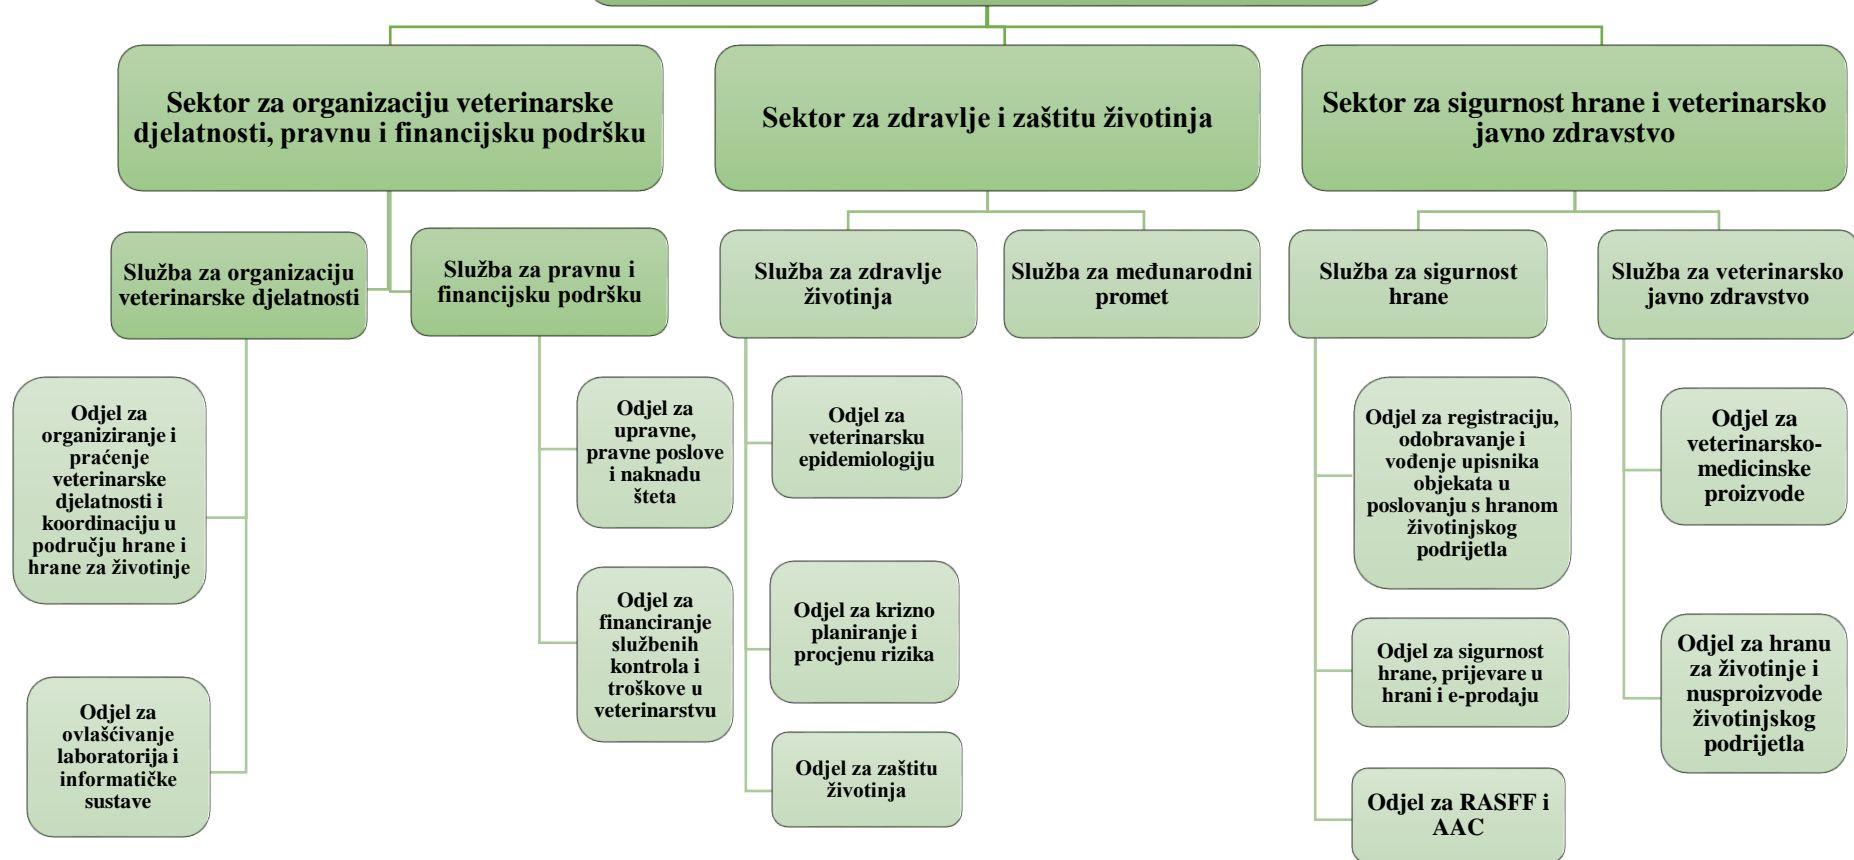 Sektor za organizaciju veterinarske
djelatnosti, pravnu i financijsku podršku
Sektor za zdravlje i zaštitu životinja
Sektor za sigurnost hrane i veterinarsko
javno zdravstvo
Služba za organizaciju
veterinarske djelatnosti
Služba za pravnu i
financijsku podršku
Služba za zdravlje
životinja
Služba za međunarodni
promet
Služba za sigurnost
hrane
Služba za veterinarsko
javno zdravstvo
Odjel za
organiziranje i
praćenje
veterinarske
djelatnosti i
koordinaciju u
području hrane i
hrane za životinje
Odjel za
ovlašćivanje
laboratorija i
informatičke
sustave
Odjel za
upravne,
pravne poslove
i naknadu
šteta
Odjel za
financiranje
službenih
kontrola i
troškove u
veterinarstvu
Odjel za
veterinarsku
epidemiologiju
Odjel za krizno
planiranje i
procjenu rizika
Odjel za zaštitu
životinja
Odjel za registraciju,
odobravanje i
vođenje upisnika
objekata u
poslovanju s hranom
životinjskog
podrijetla
Odjel za sigurnost
hrane, prijevare u
hrani i e-prodaju
Odjel za RASFF i
AAC
Odjel za
veterinarsko-
medicinske
proizvode
Odjel za hranu
za životinje i
nusproizvode
životinjskog
podrijetla